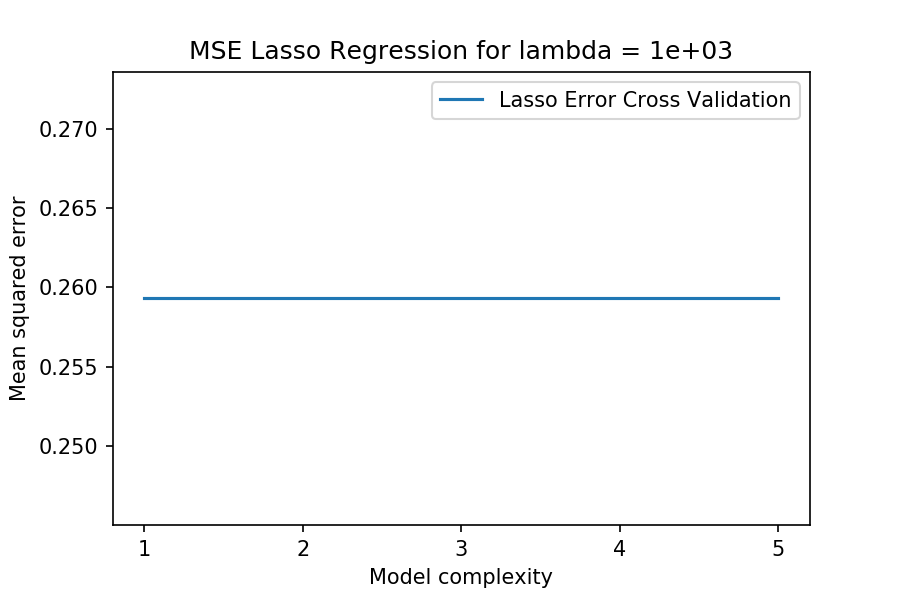 MSE Lasso Regression for lambda = 1e+03
Lasso Error Cross Validation
Mean squared error
0.270
0.265
0.260
0.255
0.250
1 2 3 4 5
Model complexity